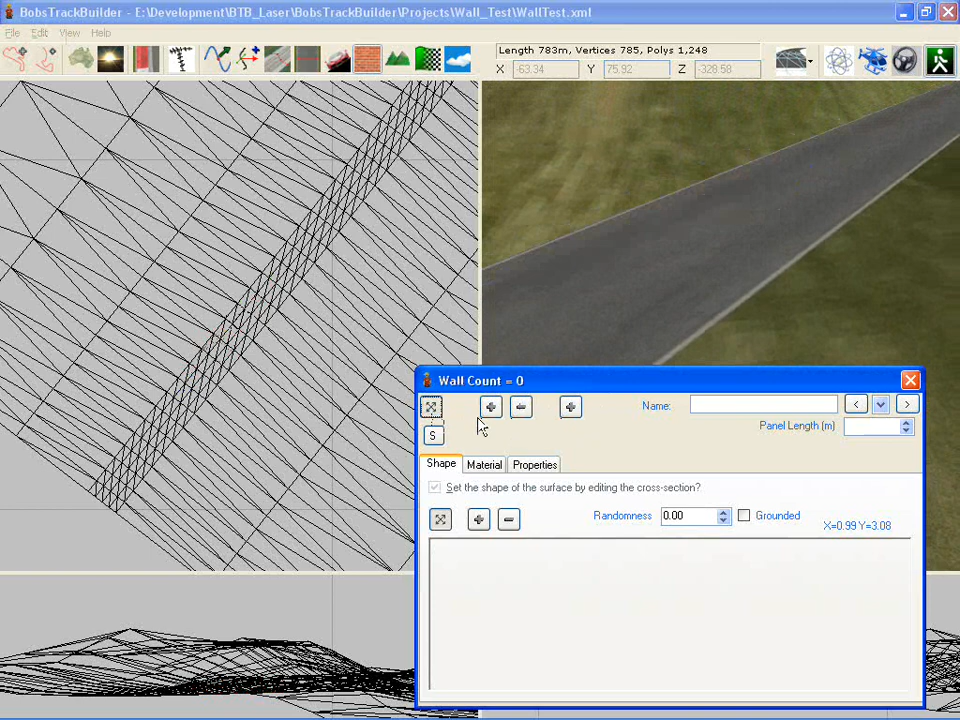 BobsTrackBuilder - E:\Development\BTB_Laser\BobsTrackBuilder\Projects\Wall_Test\WallTest.xml
File Edit View Help
Length 783m, Vertices 785, Polys 1,248
X -63.34 Y 75.92 Z -328.58
Wall Count = 0
Name:
S
Panel Length (m)
Shape Material Properties
Set the shape of the surface by editing the cross-section?
Randomness 0.00 Grounded
X=0.99 Y=3.08